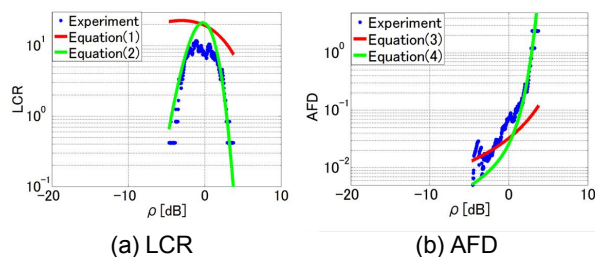 Experiment
Equation(1)
Equation(2)
LCR
10^1
10^0
10^-1
-20
-10
0
10
ρ [dB]
(a) LCR
Experiment
Equation(3)
Equation(4)
AFD
10^0
10^-1
10^-2
-20
-10
0
10
ρ [dB]
(b) AFD